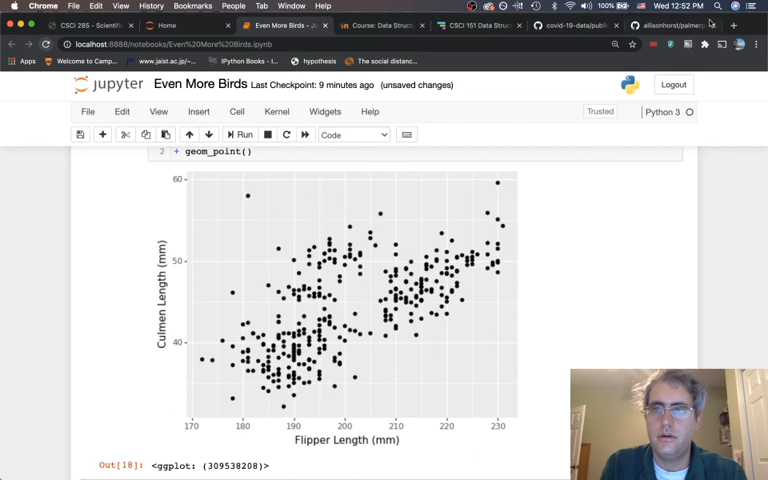 Chrome File Edit View History Bookmarks People Tab Window Help 100% Wed 12:52 PM
CSCI 285 - Scientifi Home Even More Birds - Ju Course: Data Struct CSCI 151 Data Struc covid-19-data/publi allisonhorst/palmerp
localhost:8888/notebooks/Even%20More%20Birds.ipynb
Apps Welcome to Camp... www.jaist.ac.jp/~... IPython Books - I... hypothesis The social distanc...
jupyter Even More Birds Last Checkpoint: 9 minutes ago (unsaved changes) Logout
File Edit View Insert Cell Kernel Widgets Help Trusted Python 3
Run Code
2 + geom_point()
60
50
40
Culmen Length (mm)
170 180 190 200 210 220 230
Flipper Length (mm)
Out[18]: <ggplot: (309538208)>